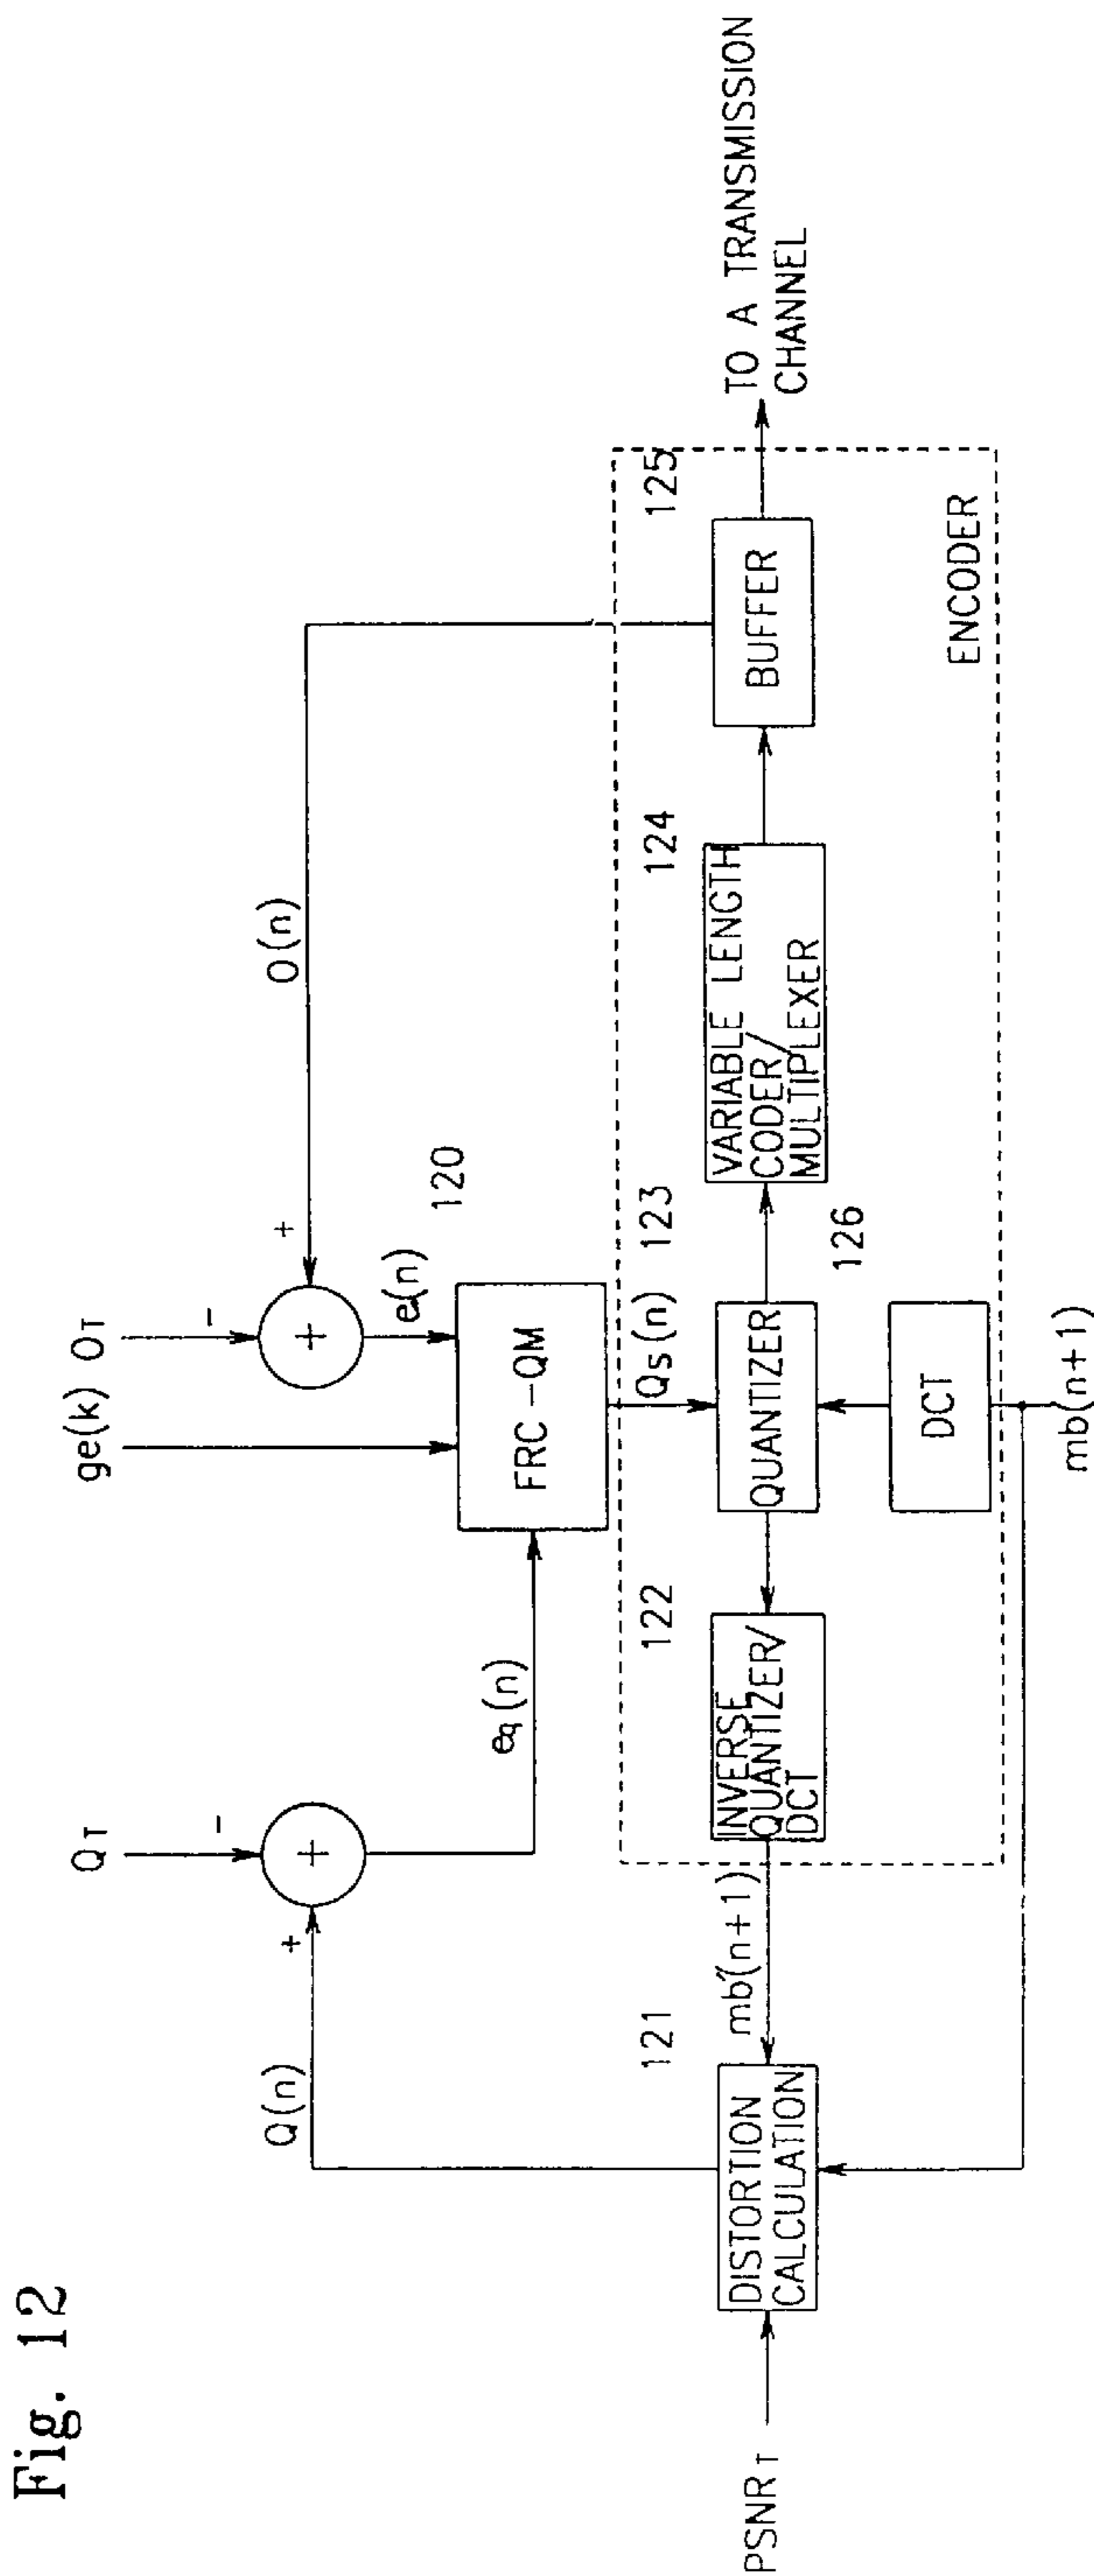 Fig. 12
QT
ge(k)
OT
-
-
+
+
Q(n)
O(n)
+
+
eq(n)
e(n)
120
FRC-QM
Qs(n)
121
122
123
124
125
PSNRT
DISTORTION
CALCULATION
mb'(n+1)
INVERSE
QUANTIZER/
DCT
QUANTIZER
VARIABLE LENGTH
CODER/
MULTIPLEXER
BUFFER
TO A TRANSMISSION
CHANNEL
126
DCT
ENCODER
mb(n+1)